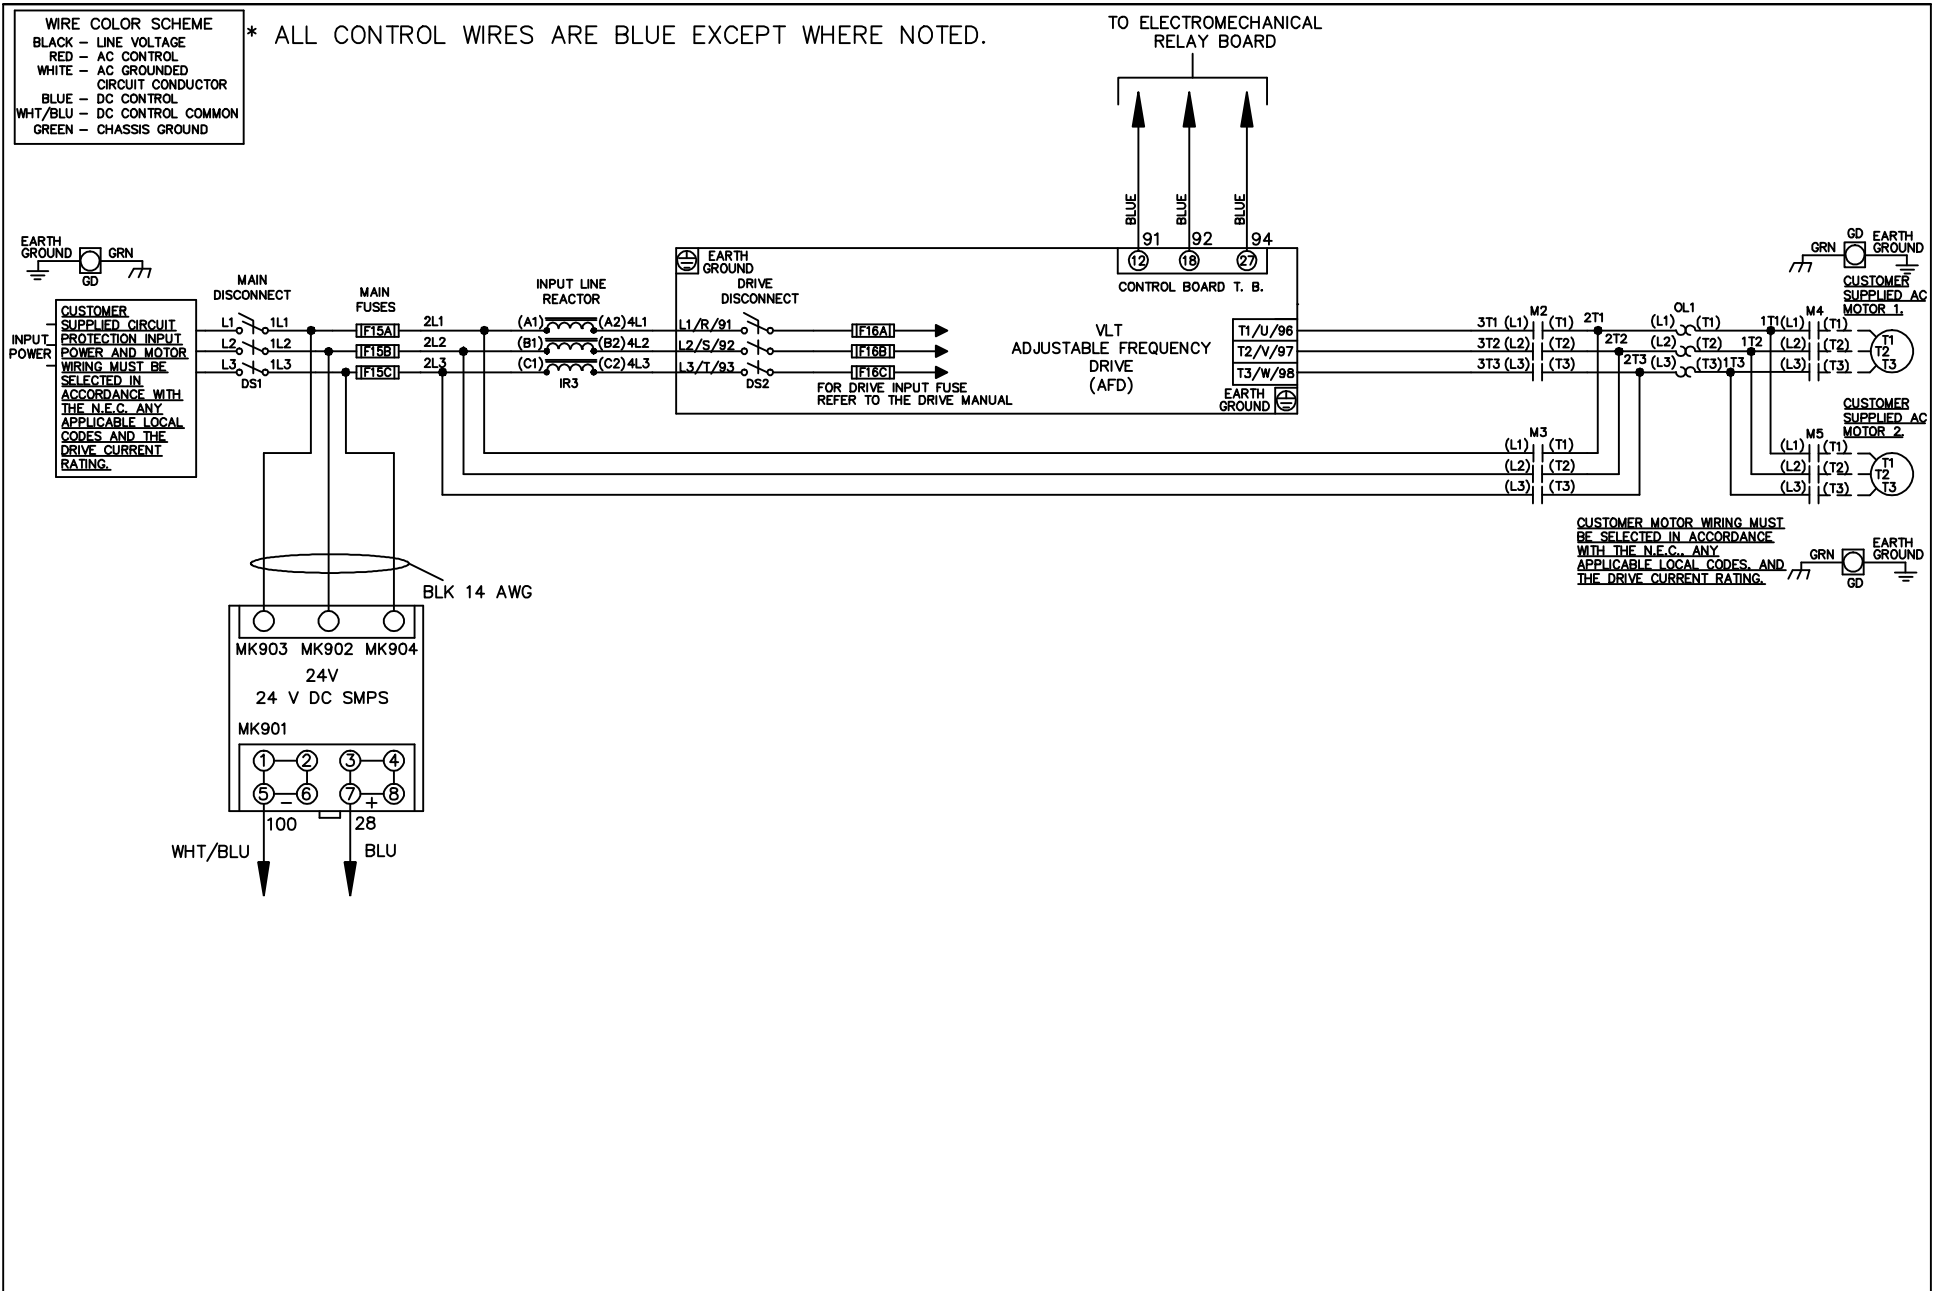 WIRE COLOR SCHEME
BLACK – LINE VOLTAGE
RED – AC CONTROL
WHITE – AC GROUNDED
CIRCUIT CONDUCTOR
BLUE – DC CONTROL
WHT/BLU – DC CONTROL COMMON
GREEN – CHASSIS GROUND
* ALL CONTROL WIRES ARE BLUE EXCEPT WHERE NOTED.
TO ELECTROMECHANICAL
RELAY BOARD
BLUE
BLUE
BLUE
91
92
94
12
18
27
CONTROL BOARD T. B.
EARTH
GROUND
GRN
GD
INPUT
POWER
CUSTOMER
SUPPLIED CIRCUIT
PROTECTION INPUT
POWER AND MOTOR
WIRING MUST BE
SELECTED IN
ACCORDANCE WITH
THE N.E.C. ANY
APPLICABLE LOCAL
CODES AND THE
DRIVE CURRENT
RATING.
MAIN
DISCONNECT
L1 1L1
L2 1L2
L3 1L3
DS1
MAIN
FUSES
F15A
F15B
F15C
2L1
2L2
2L3
INPUT LINE
REACTOR
(A1) (A2) 4L1
(B1) (B2) 4L2
(C1) (C2) 4L3
IR3
EARTH
GROUND
DRIVE
DISCONNECT
L1/R/91
L2/S/92
L3/T/93
DS2
F16A
F16B
F16C
FOR DRIVE INPUT FUSE
REFER TO THE DRIVE MANUAL
VLT
ADJUSTABLE FREQUENCY
DRIVE
(AFD)
T1/U/96
T2/V/97
T3/W/98
EARTH
GROUND
M2
3T1 (L1) (T1) 2T1
3T2 (L2) (T2) 2T2
3T3 (L3) (T3) 2T3
OL1
(L1) (T1) 1T1
(L2) (T2) 1T2
(L3) (T3) 1T3
M4
(L1) (T1)
(L2) (T2)
(L3) (T3)
T1
T2
T3
GRN
GD
EARTH
GROUND
CUSTOMER
SUPPLIED AC
MOTOR 1.
M3
(L1) (T1)
(L2) (T2)
(L3) (T3)
CUSTOMER
SUPPLIED AC
MOTOR 2.
M5
(L1) (T1)
(L2) (T2)
(L3) (T3)
T1
T2
T3
CUSTOMER MOTOR WIRING MUST
BE SELECTED IN ACCORDANCE
WITH THE N.E.C., ANY
APPLICABLE LOCAL CODES, AND
THE DRIVE CURRENT RATING.
GRN
GD
EARTH
GROUND
BLK 14 AWG
MK903 MK902 MK904
24V
24 V DC SMPS
MK901
1 2 3 4
5 – 6 7 + 8
100
28
WHT/BLU
BLU